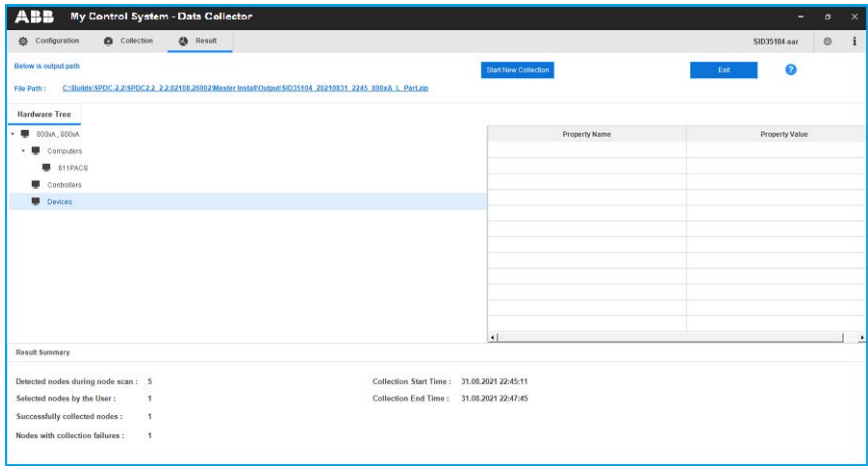 ABB My Control System - Data Collector
Configuration Collection Result SID35104-sar
Below is output path
Start New Collection Exit ?
File Path : C:\Builds\SPDC-2.2\SPDC2.2_2.2.02108.26002\Master Install\Output\SID35104_20210831_2245_800xA_L_Part.zip
Hardware Tree
800xA , 800xA
Computers
611PACB
Controllers
Devices
Property Name Property Value
Result Summary
Detected nodes during node scan : 5 Collection Start Time : 31.08.2021 22:45:11
Selected nodes by the User : 1 Collection End Time : 31.08.2021 22:47:45
Successfully collected nodes : 1
Nodes with collection failures : 1